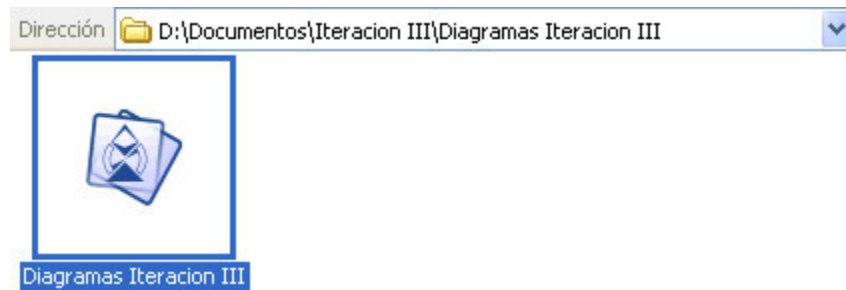 Dirección D:\Documentos\Iteracion III\Diagramas Iteracion III
Diagramas Iteracion III